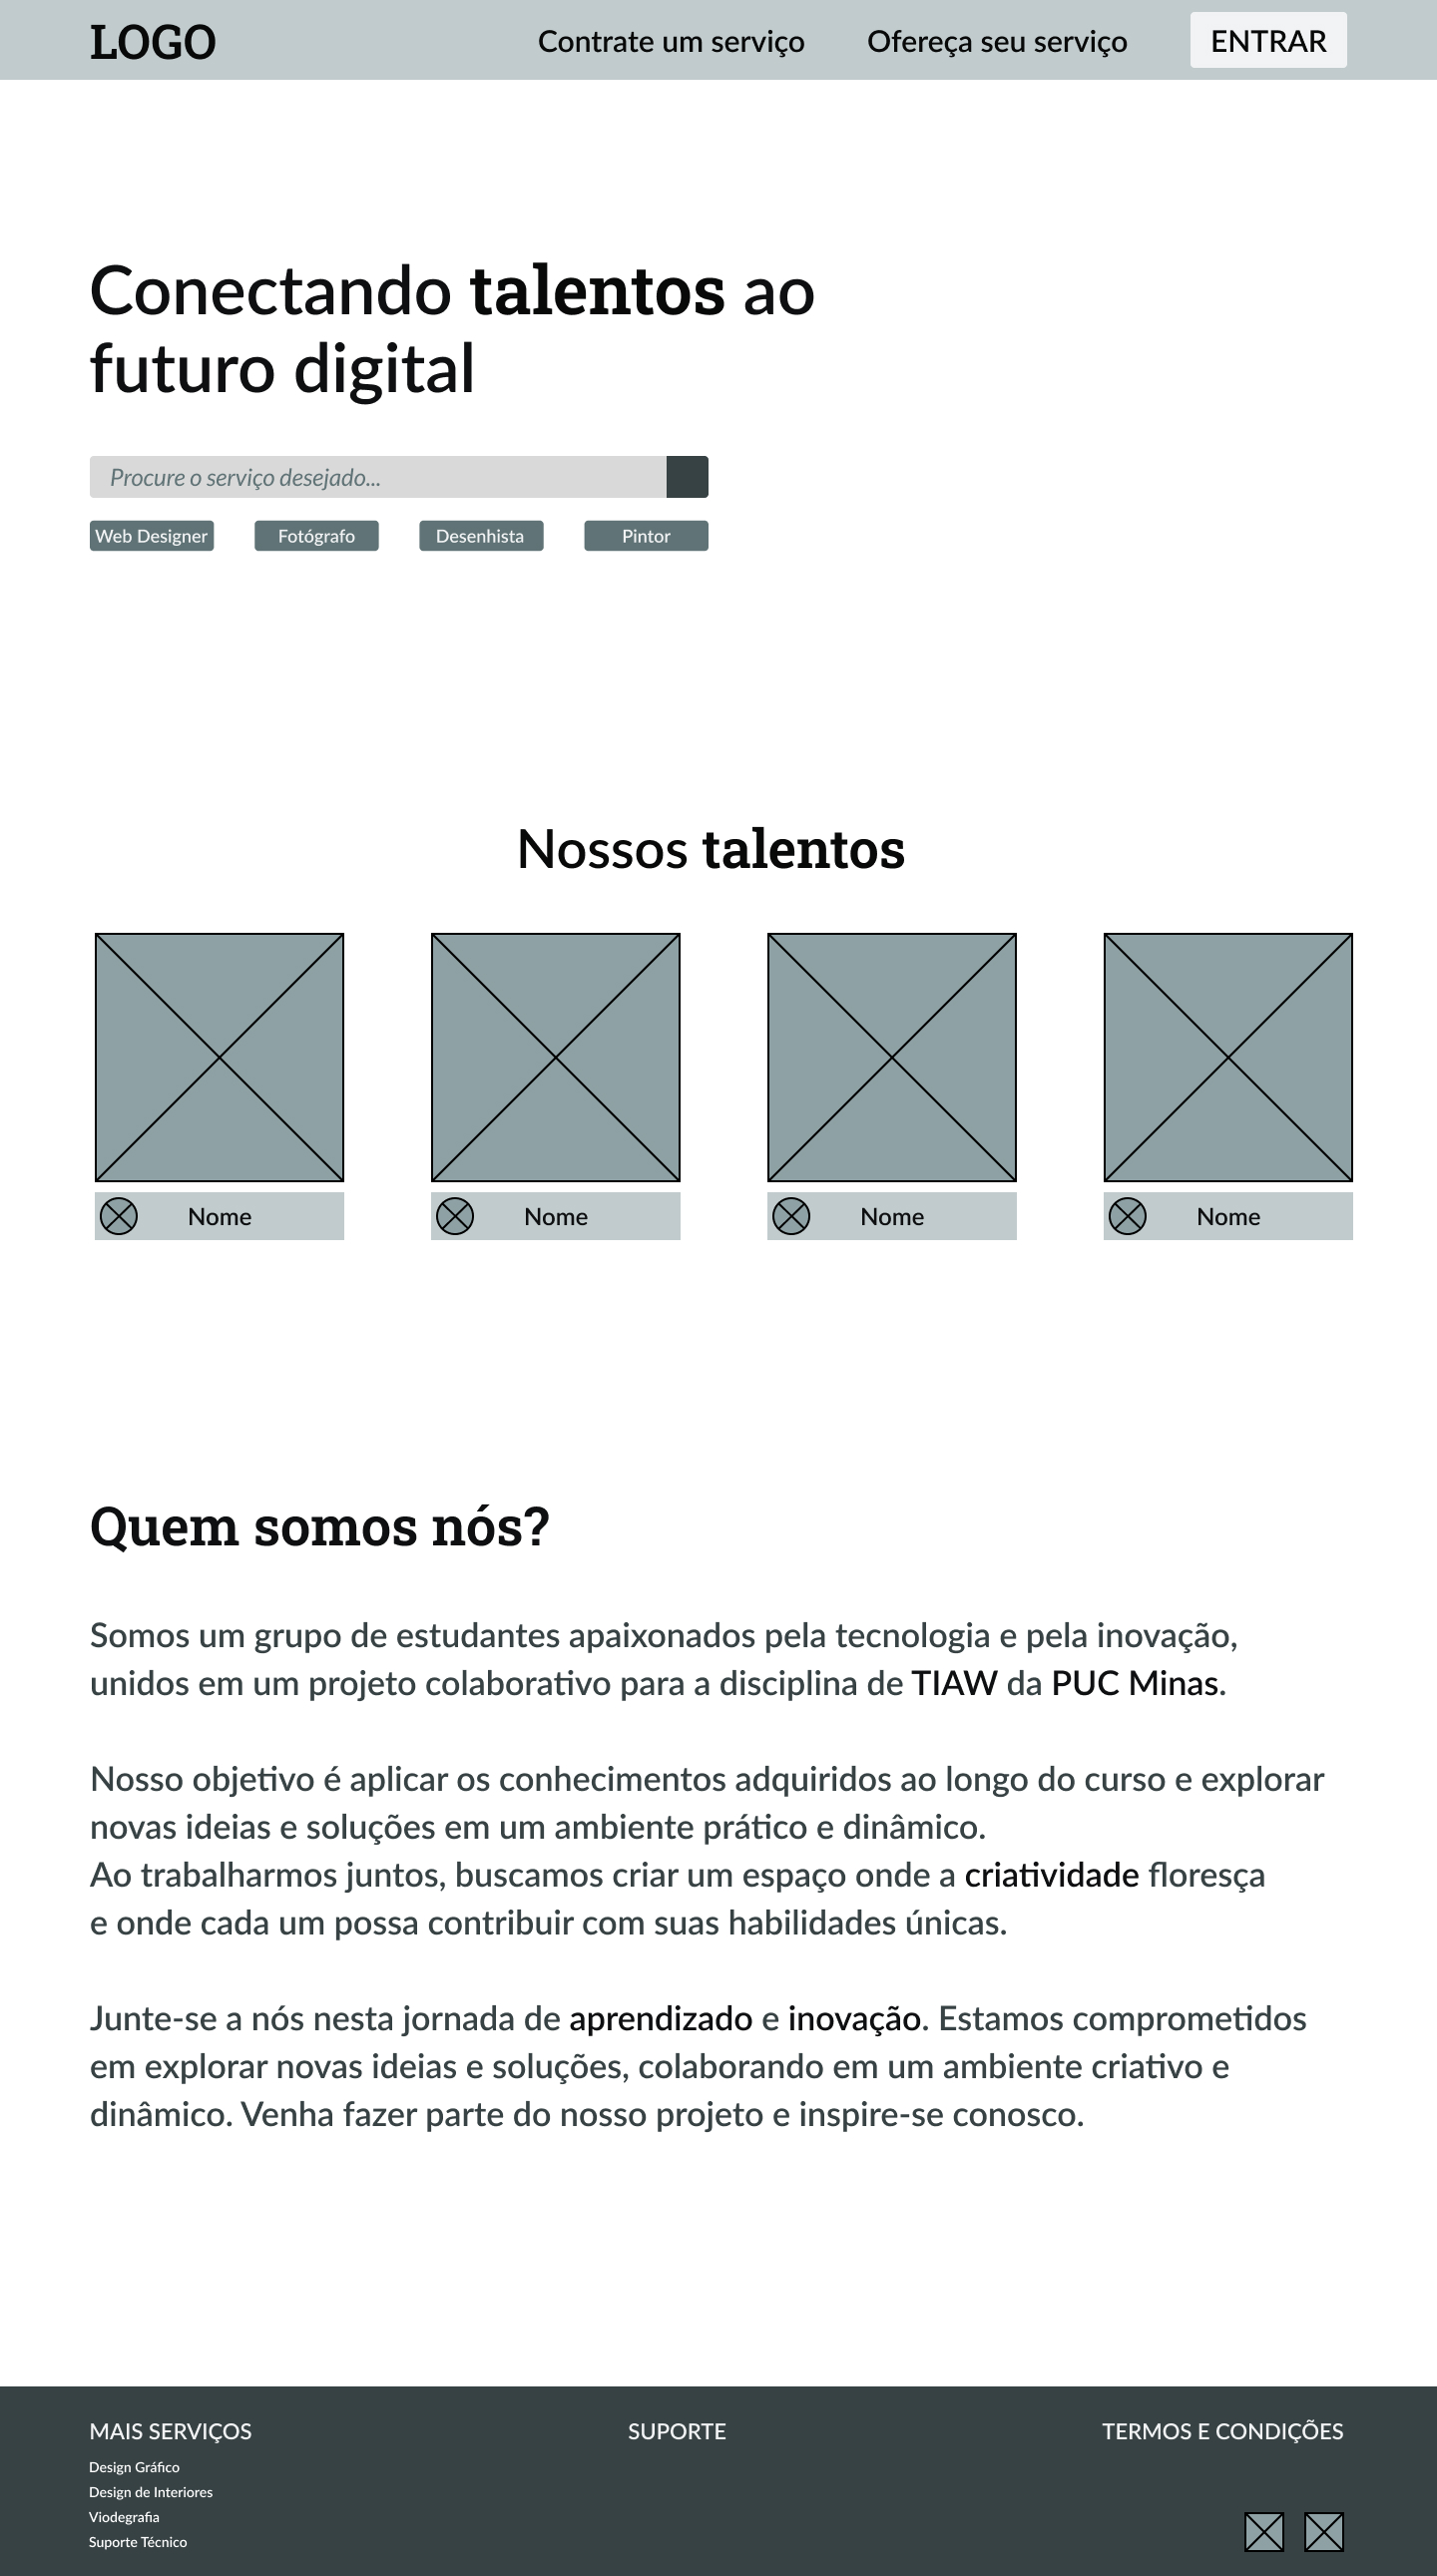 LOGO
Contrate um serviço
Ofereça seu serviço
ENTRAR
Conectando talentos ao
futuro digital
Procure o serviço desejado...
Web Designer
Fotógrafo
Desenhista
Pintor
Nossos talentos
Nome
Nome
Nome
Nome
Quem somos nós?
Somos um grupo de estudantes apaixonados pela tecnologia e pela inovação,
unidos em um projeto colaborativo para a disciplina de TIAW da PUC Minas.
Nosso objetivo é aplicar os conhecimentos adquiridos ao longo do curso e explorar
novas ideias e soluções em um ambiente prático e dinâmico.
Ao trabalharmos juntos, buscamos criar um espaço onde a criatividade floresça
e onde cada um possa contribuir com suas habilidades únicas.
Junte-se a nós nesta jornada de aprendizado e inovação. Estamos comprometidos
em explorar novas ideias e soluções, colaborando em um ambiente criativo e
dinâmico. Venha fazer parte do nosso projeto e inspire-se conosco.
MAIS SERVIÇOS
Design Gráfico
Design de Interiores
Viodegrafia
Suporte Técnico
SUPORTE
TERMOS E CONDIÇÕES